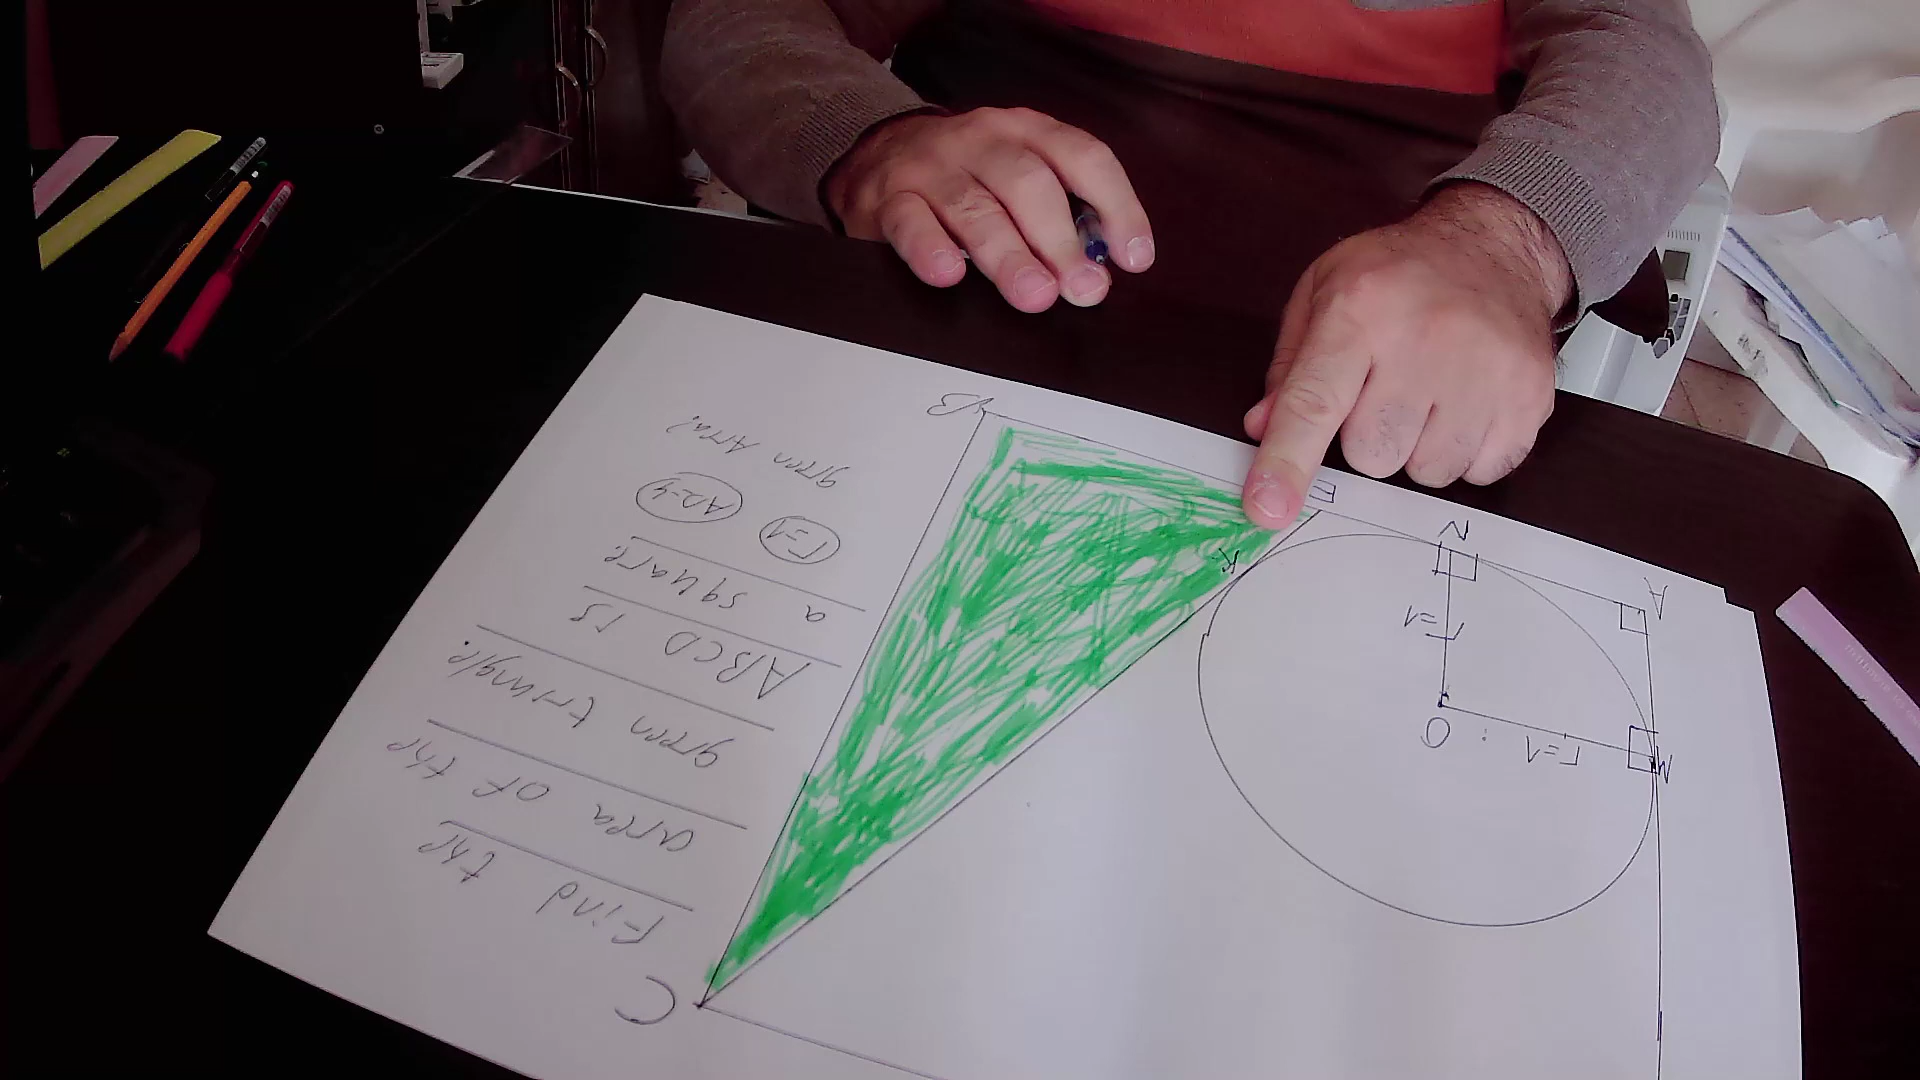 Find the
area of the
green triangle.
ABCD is
a square
r=1 AD=4
green Area?
A
B
C
E
K
N
M
O
r=1
r=1